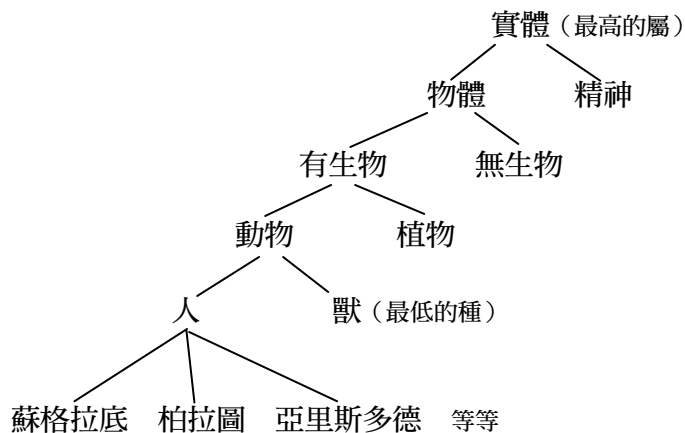 實體（最高的屬）
物體 精神
有生物 無生物
動物 植物
人 獸（最低的種）
蘇格拉底 柏拉圖 亞里斯多德 等等